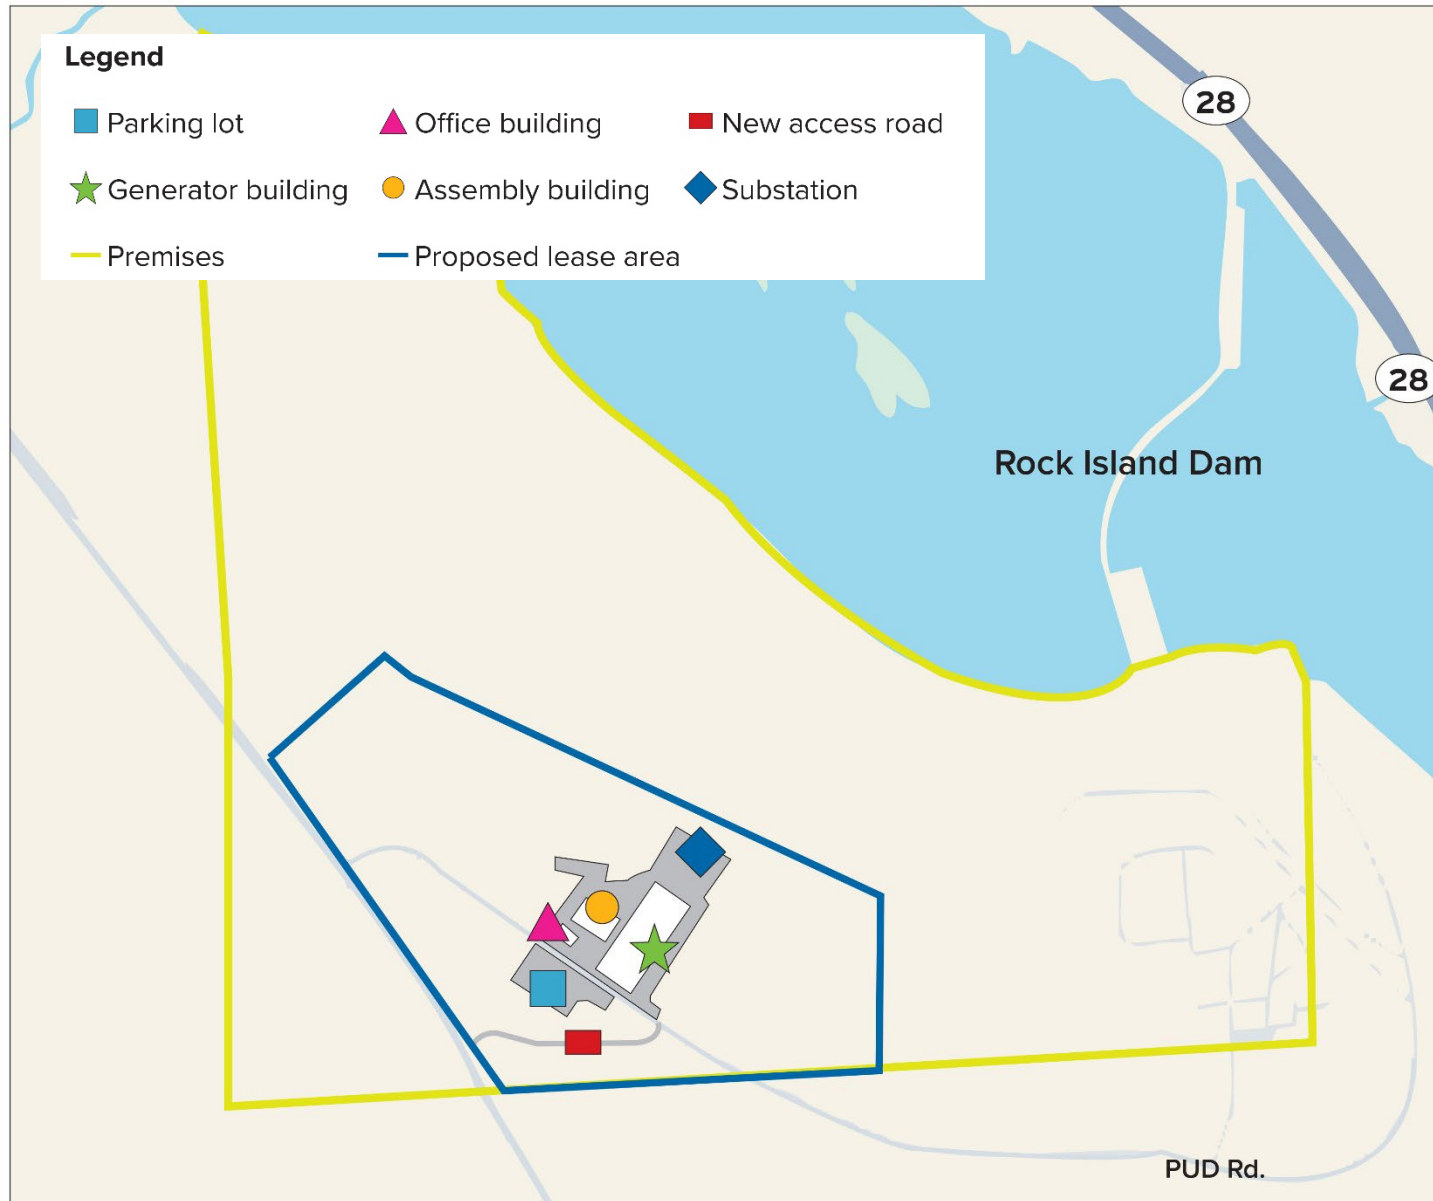 Legend
Parking lot Office building New access road
Generator building Assembly building Substation
Premises Proposed lease area
28
28
Rock Island Dam
PUD Rd.